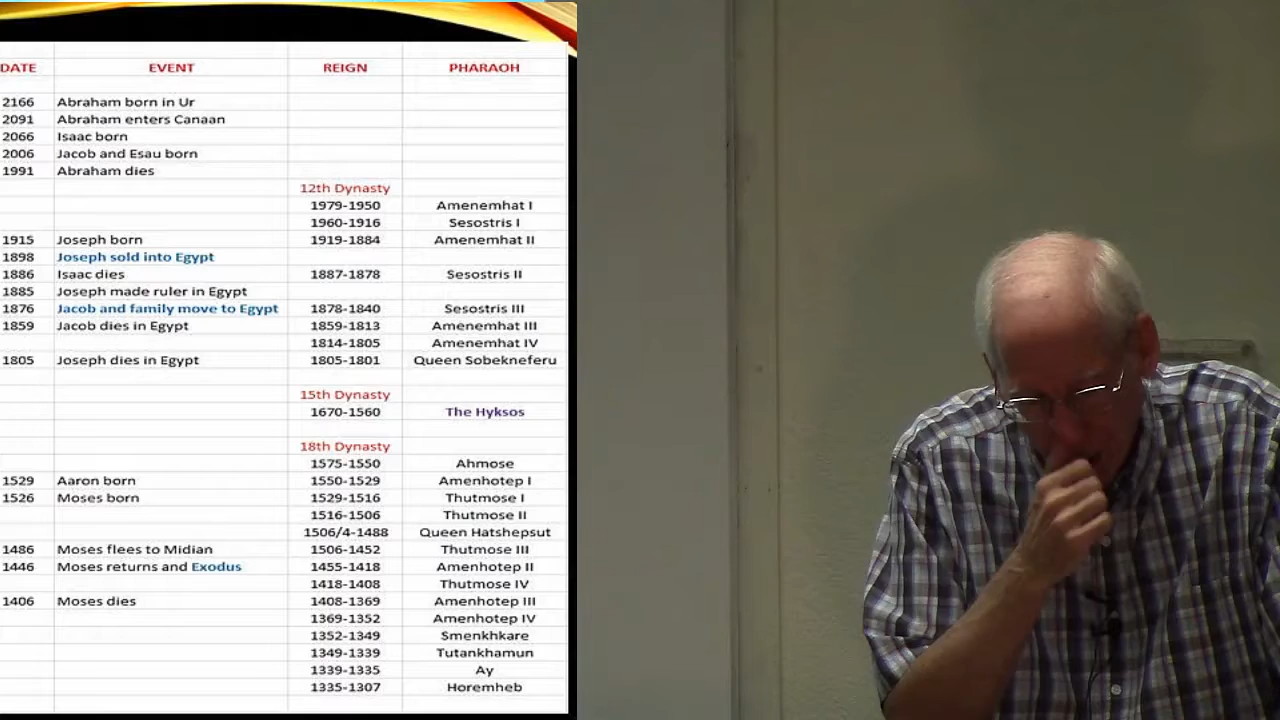 DATE EVENT REIGN PHARAOH
2166 Abraham born in Ur
2091 Abraham enters Canaan
2066 Isaac born
2006 Jacob and Esau born
1991 Abraham dies
12th Dynasty
1979-1950 Amenemhat I
1960-1916 Sesostris I
1915 Joseph born 1919-1884 Amenemhat II
1898 Joseph sold into Egypt
1886 Isaac dies 1887-1878 Sesostris II
1885 Joseph made ruler in Egypt
1876 Jacob and family move to Egypt 1878-1840 Sesostris III
1859 Jacob dies in Egypt 1859-1813 Amenemhat III
1814-1805 Amenemhat IV
1805 Joseph dies in Egypt 1805-1801 Queen Sobekneferu
15th Dynasty
1670-1560 The Hyksos
18th Dynasty
1575-1550 Ahmose
1529 Aaron born 1550-1529 Amenhotep I
1526 Moses born 1529-1516 Thutmose I
1516-1506 Thutmose II
1506/4-1488 Queen Hatshepsut
1486 Moses flees to Midian 1506-1452 Thutmose III
1446 Moses returns and Exodus 1455-1418 Amenhotep II
1418-1408 Thutmose IV
1406 Moses dies 1408-1369 Amenhotep III
1369-1352 Amenhotep IV
1352-1349 Smenkhkare
1349-1339 Tutankhamun
1339-1335 Ay
1335-1307 Horemheb